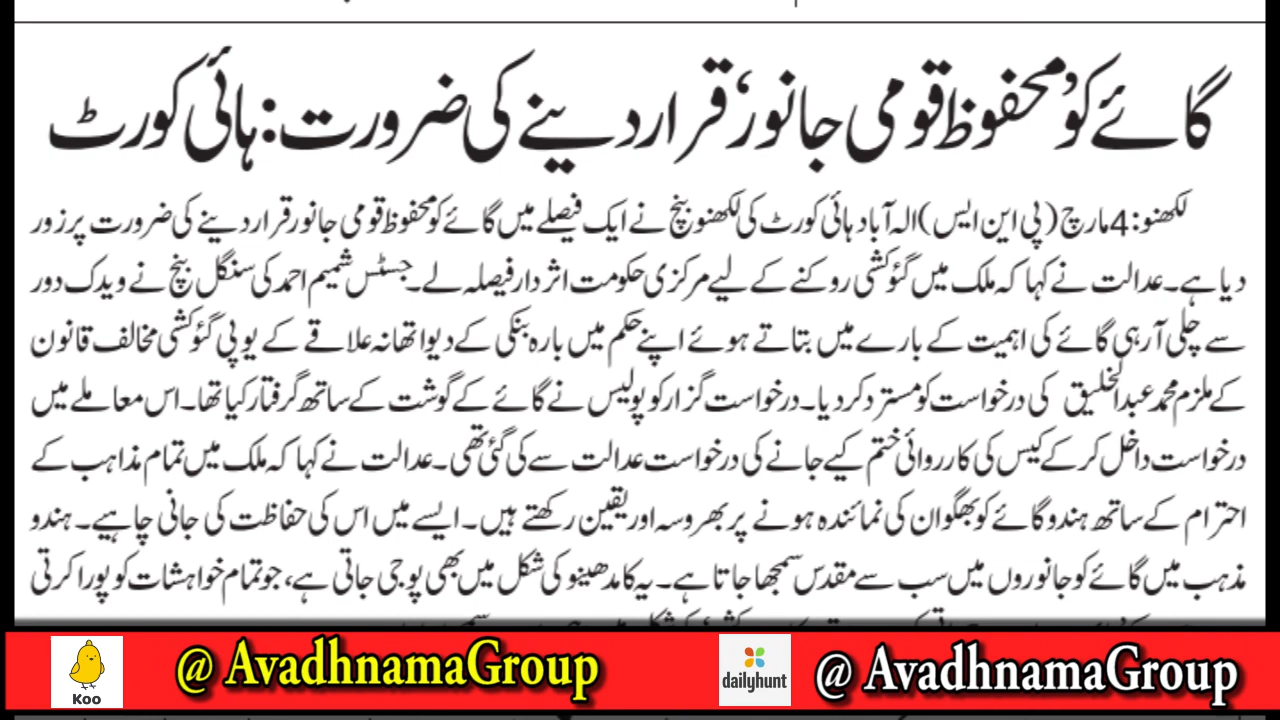 گائے کو ’محفوظ قومی جانور‘ قرار دینے کی ضرورت: ہائی کورٹ
لکھنو: 4 مارچ (پی این ایس) الہ آباد ہائی کورٹ کی لکھنو بنچ نے ایک فیصلے میں گائے کو محفوظ قومی جانور قرار دینے کی ضرورت پر زور
دیا ہے۔ عدالت نے کہا کہ ملک میں گئو کشی روکنے کے لیے مرکزی حکومت اثر دار فیصلہ لے۔ جسٹس شمیم احمد کی سنگل بنچ نے ویدک دور
سے چلی آ رہی گائے کی اہمیت کے بارے میں بتاتے ہوئے اپنے حکم میں بارہ بنکی کے دیوا تھانہ علاقے کے یوپی گئو کشی مخالف قانون
کے ملزم محمد عبدالخلیق کی درخواست کو مسترد کر دیا۔ درخواست گزار کو پولیس نے گائے کے گوشت کے ساتھ گرفتار کیا تھا۔ اس معاملے میں
درخواست داخل کر کے کیس کی کارروائی ختم کیے جانے کی درخواست عدالت سے کی گئی تھی۔ عدالت نے کہا کہ ملک میں تمام مذاہب کے
احترام کے ساتھ ہندو گائے کو بھگوان کی نمائندہ ہونے پر بھروسہ اور یقین رکھتے ہیں۔ ایسے میں اس کی حفاظت کی جانی چاہیے۔ ہندو
مذہب میں گائے کو جانوروں میں سب سے مقدس سمجھا جاتا ہے۔ یہ کامدھینو کی شکل میں بھی پوجی جاتی ہے، جو تمام خواہشات کو پورا کرتی
Koo
@ AvadhnamaGroup
dailyhunt
@ AvadhnamaGroup